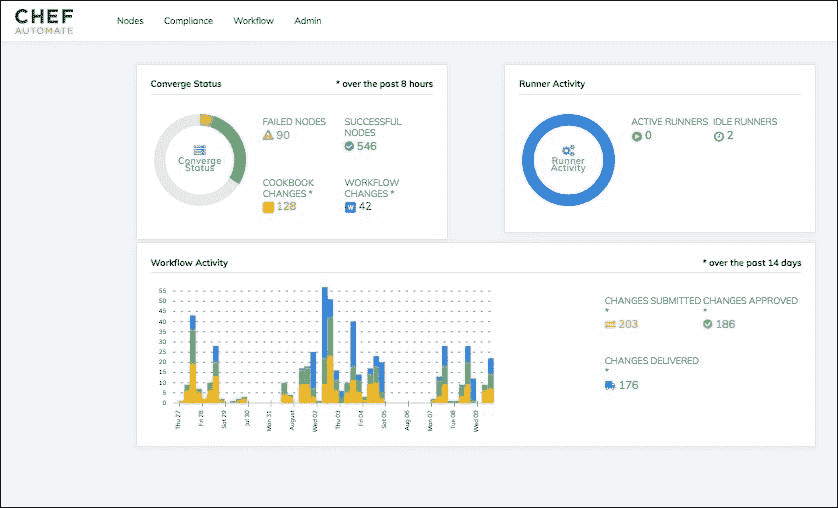 CHEF
AUTOMATE
Nodes Compliance Workflow Admin
Converge Status * over the past 8 hours
Converge
Status
FAILED NODES
90
SUCCESSFUL
NODES
546
COOKBOOK
CHANGES *
128
WORKFLOW
CHANGES *
W 42
Runner Activity
Runner
Activity
ACTIVE RUNNERS IDLE RUNNERS
0 2
Workflow Activity * over the past 14 days
55
50
45
40
35
30
25
20
15
10
5
0
Thu 27
Fri 28
Sat 29
Jul 30
Mon 31
August
Wed 02
Thu 03
Fri 04
Sat 05
Aug 06
Mon 07
Tue 08
Wed 09
CHANGES SUBMITTED CHANGES APPROVED
* *
203 186
CHANGES DELIVERED
*
176